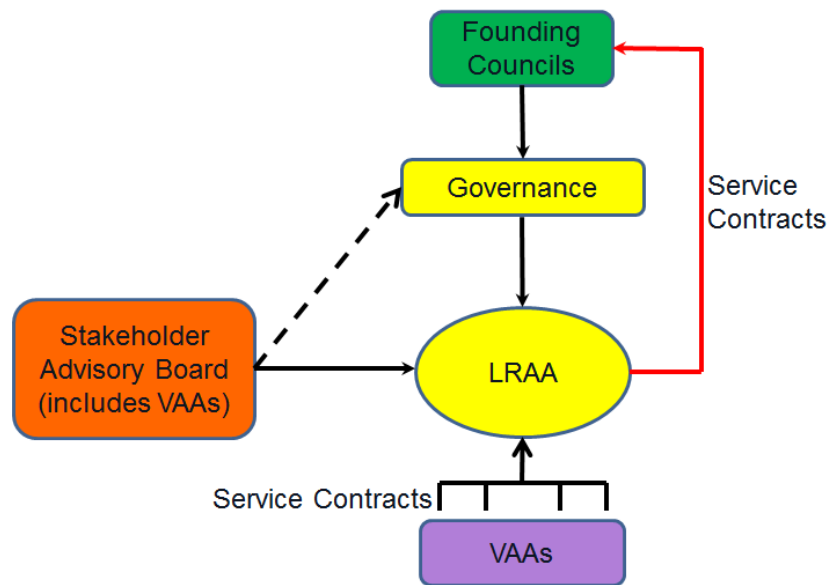 Founding
Councils
Governance
Service
Contracts
Stakeholder
Advisory Board
(includes VAAs)
LRAA
Service Contracts
VAAs